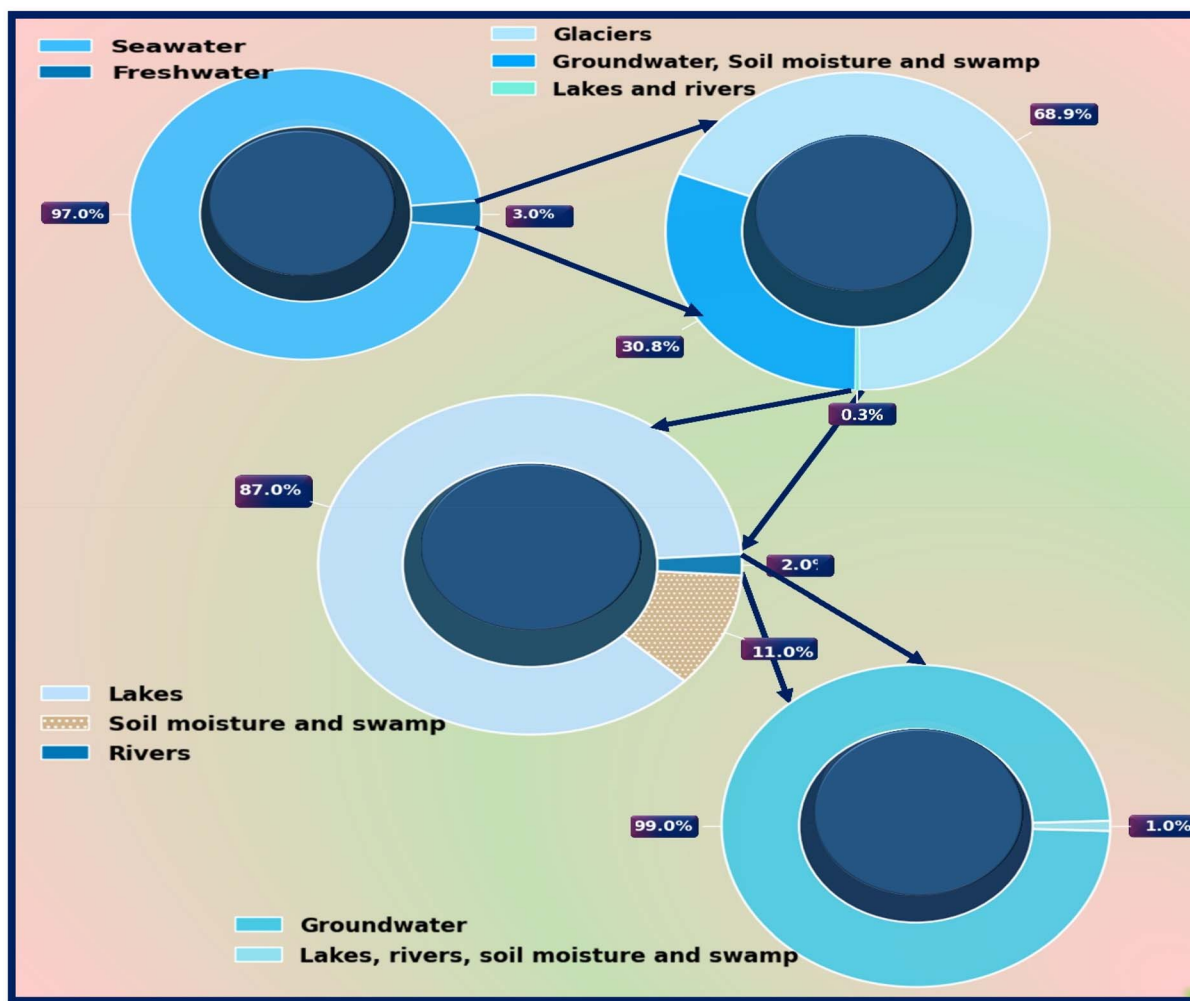 Seawater
Freshwater
Glaciers
Groundwater, Soil moisture and swamp
Lakes and rivers
68.9%
97.0%
3.0%
30.8%
0.3%
87.0%
2.0%
11.0%
Lakes
Soil moisture and swamp
Rivers
99.0%
1.0%
Groundwater
Lakes, rivers, soil moisture and swamp